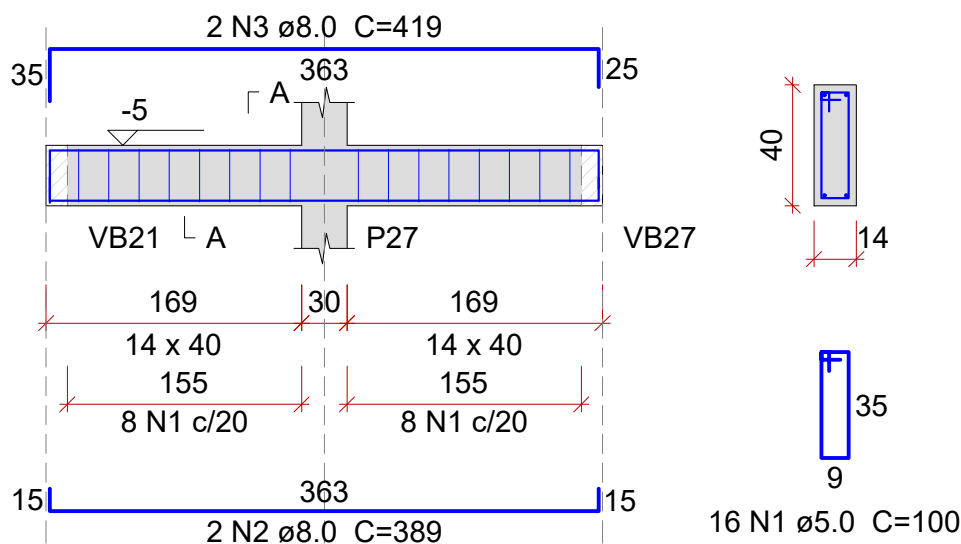 2 N3 ø8.0 C=419
35
363
25
A
-5
VB21
A
P27
VB27
169
30
169
14 x 40
14 x 40
155
155
8 N1 c/20
8 N1 c/20
15
363
15
2 N2 ø8.0 C=389
40
14
35
9
16 N1 ø5.0 C=100